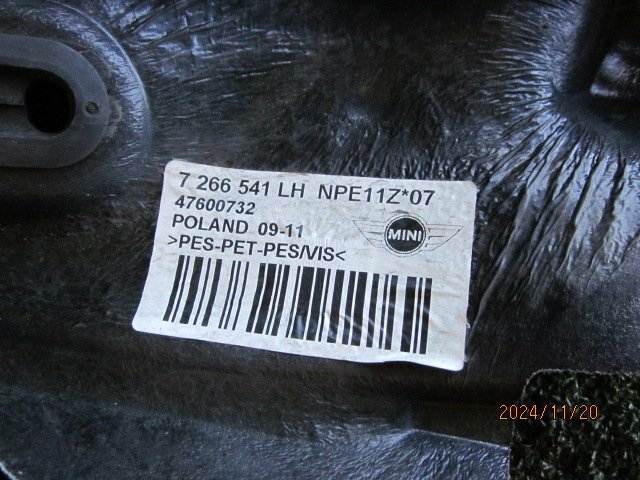 7 266 541 LH NPE11Z*07
47600732
POLAND 09-11
MINI
>PES-PET-PES/VIS<
2024/11/20